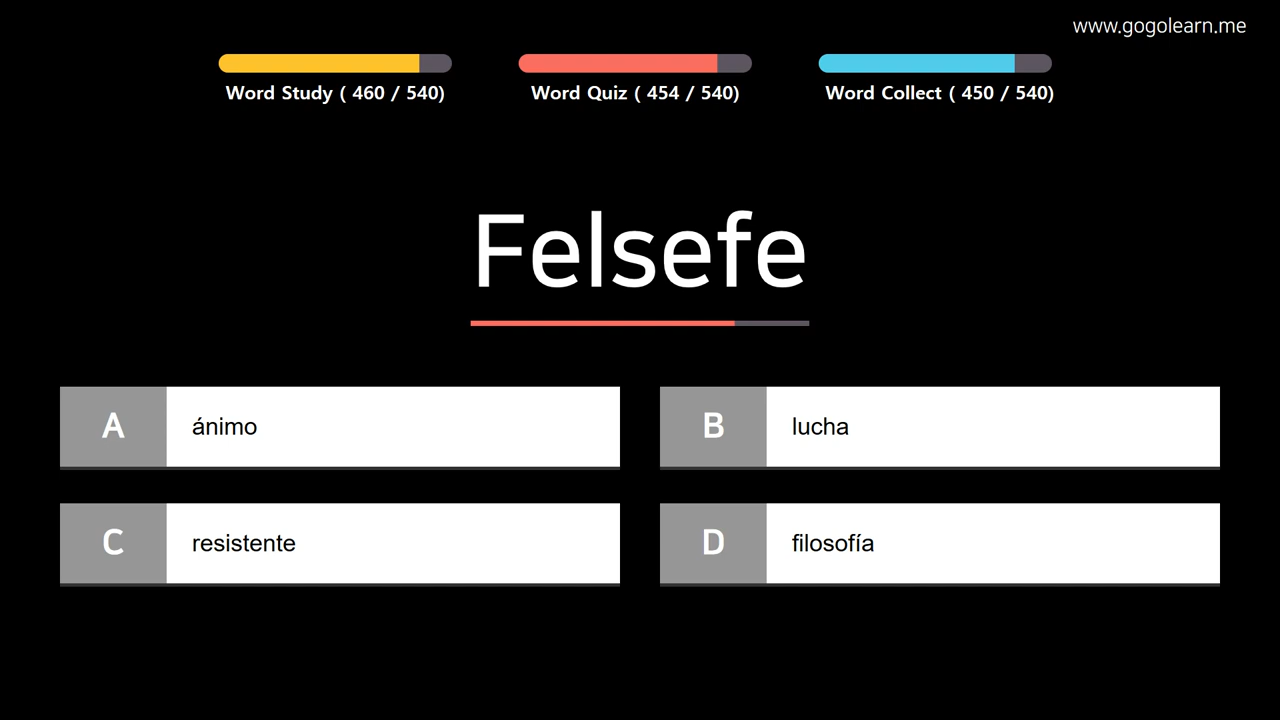 www.gogolearn.me
Word Study ( 460 / 540)
Word Quiz ( 454 / 540)
Word Collect ( 450 / 540)
Felsefe
A ánimo
B lucha
C resistente
D filosofía